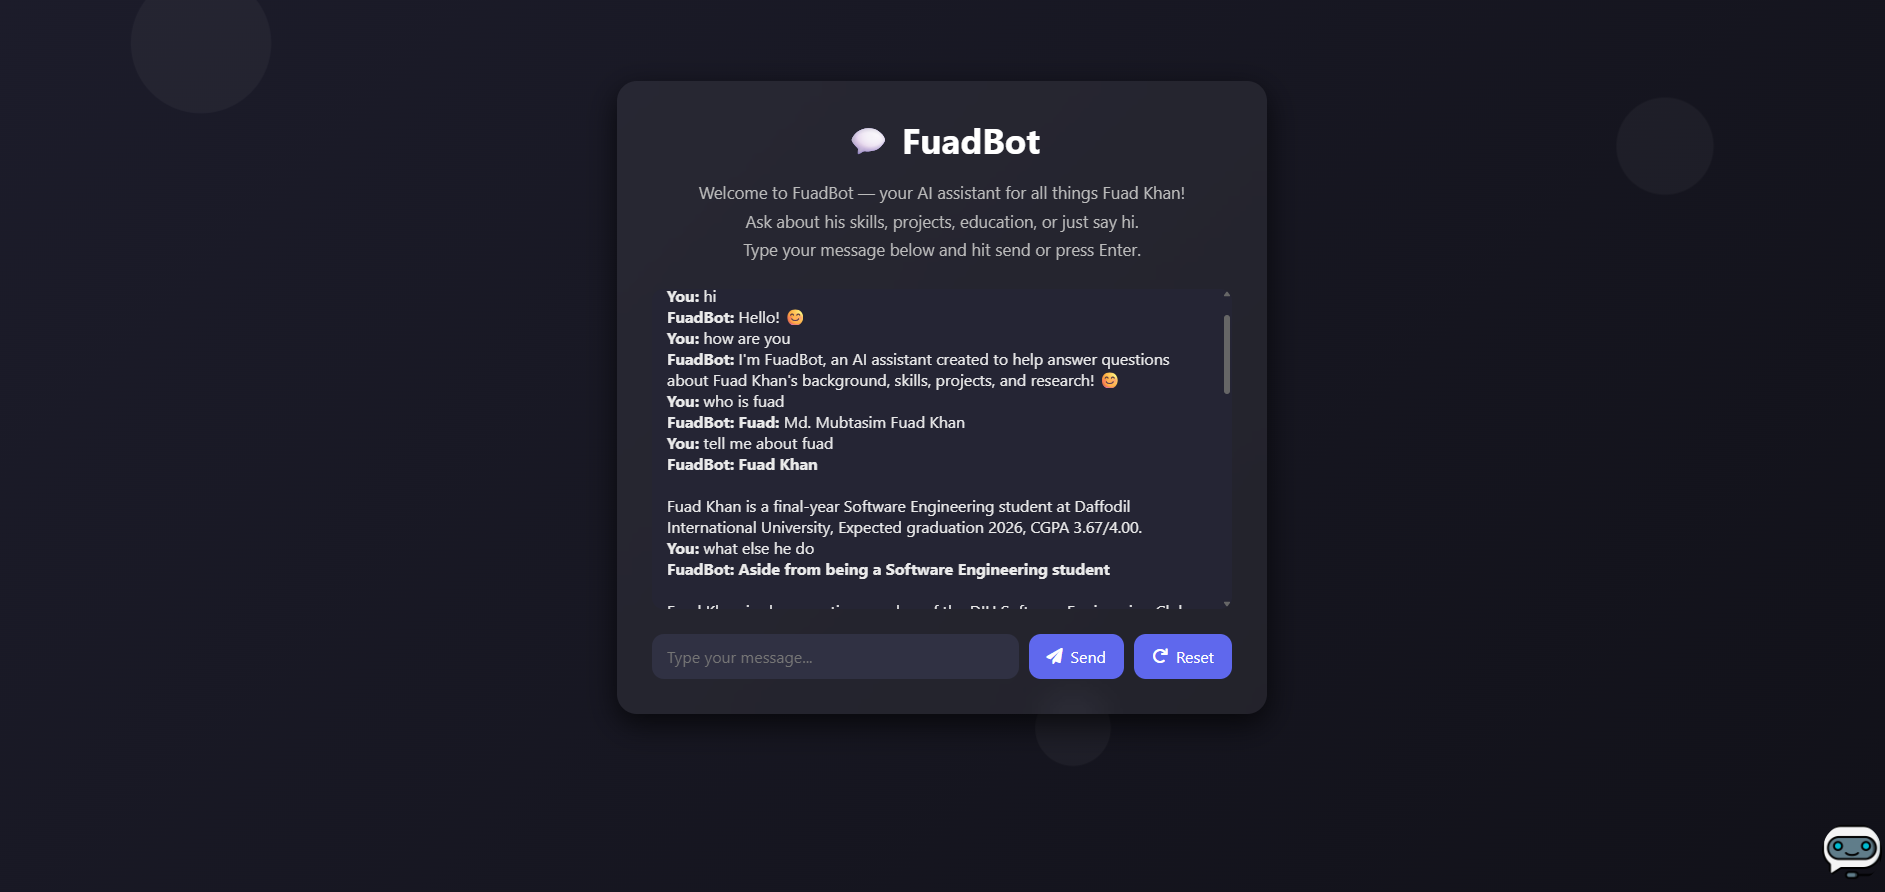 FuadBot
Welcome to FuadBot — your AI assistant for all things Fuad Khan!
Ask about his skills, projects, education, or just say hi.
Type your message below and hit send or press Enter.
You: hi
FuadBot: Hello! 😊
You: how are you
FuadBot: I'm FuadBot, an AI assistant created to help answer questions
about Fuad Khan's background, skills, projects, and research! 😊
You: who is fuad
FuadBot: Fuad: Md. Mubtasim Fuad Khan
You: tell me about fuad
FuadBot: Fuad Khan
Fuad Khan is a final-year Software Engineering student at Daffodil
International University, Expected graduation 2026, CGPA 3.67/4.00.
You: what else he do
FuadBot: Aside from being a Software Engineering student
Type your message...
Send
Reset